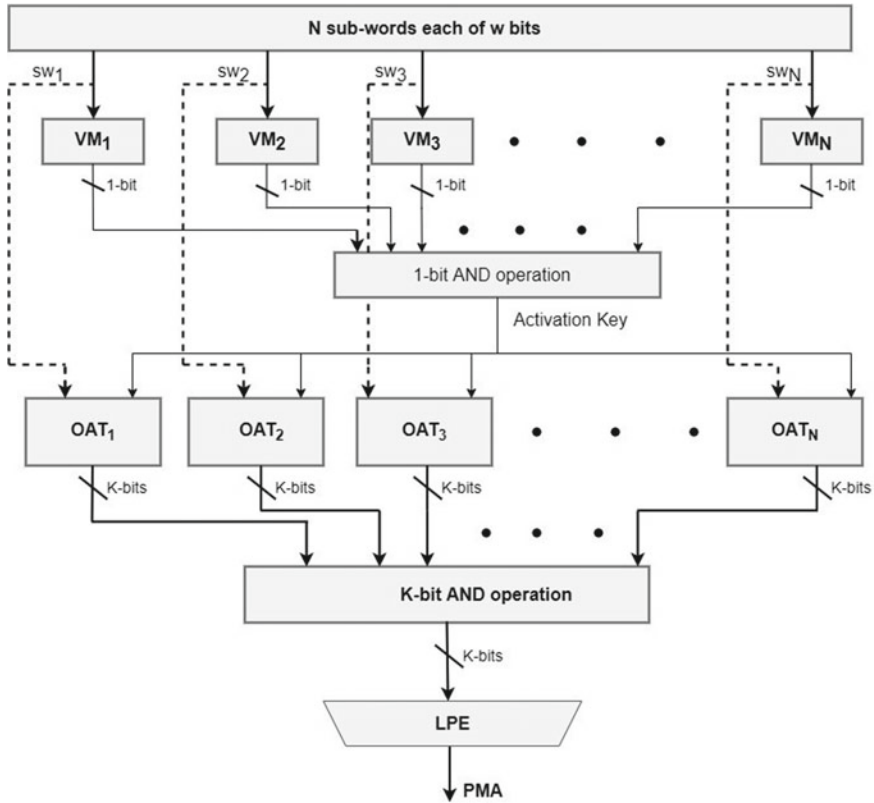 N sub-words each of w bits
sw₁ sw₂ sw₃ swN
VM₁ VM₂ VM₃ VMN
1-bit 1-bit 1-bit 1-bit
1-bit AND operation
Activation Key
OAT₁ OAT₂ OAT₃ OATN
K-bits K-bits K-bits K-bits
K-bit AND operation
K-bits
LPE
PMA